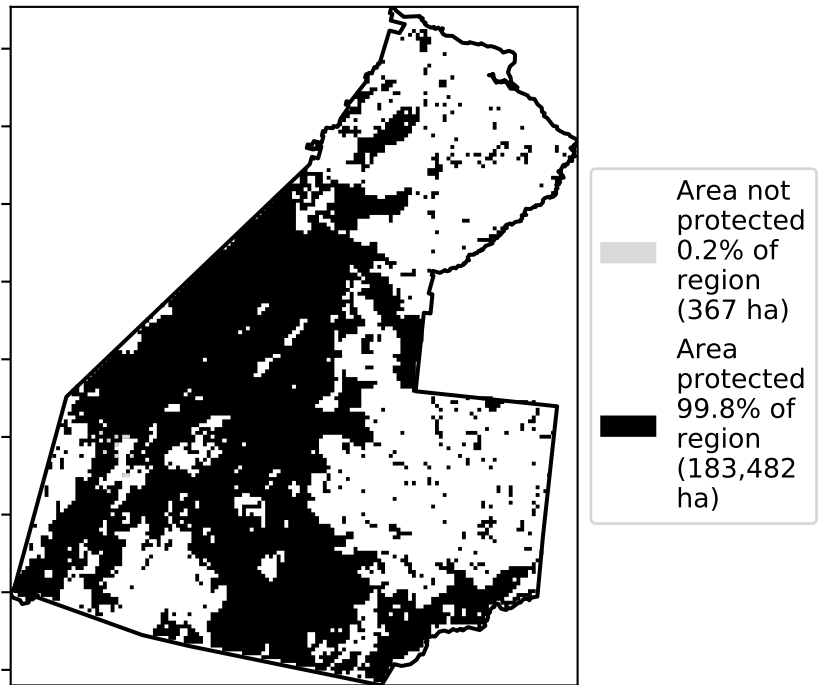 Area not
protected
0.2% of
region
(367 ha)
Area
protected
99.8% of
region
(183,482
ha)